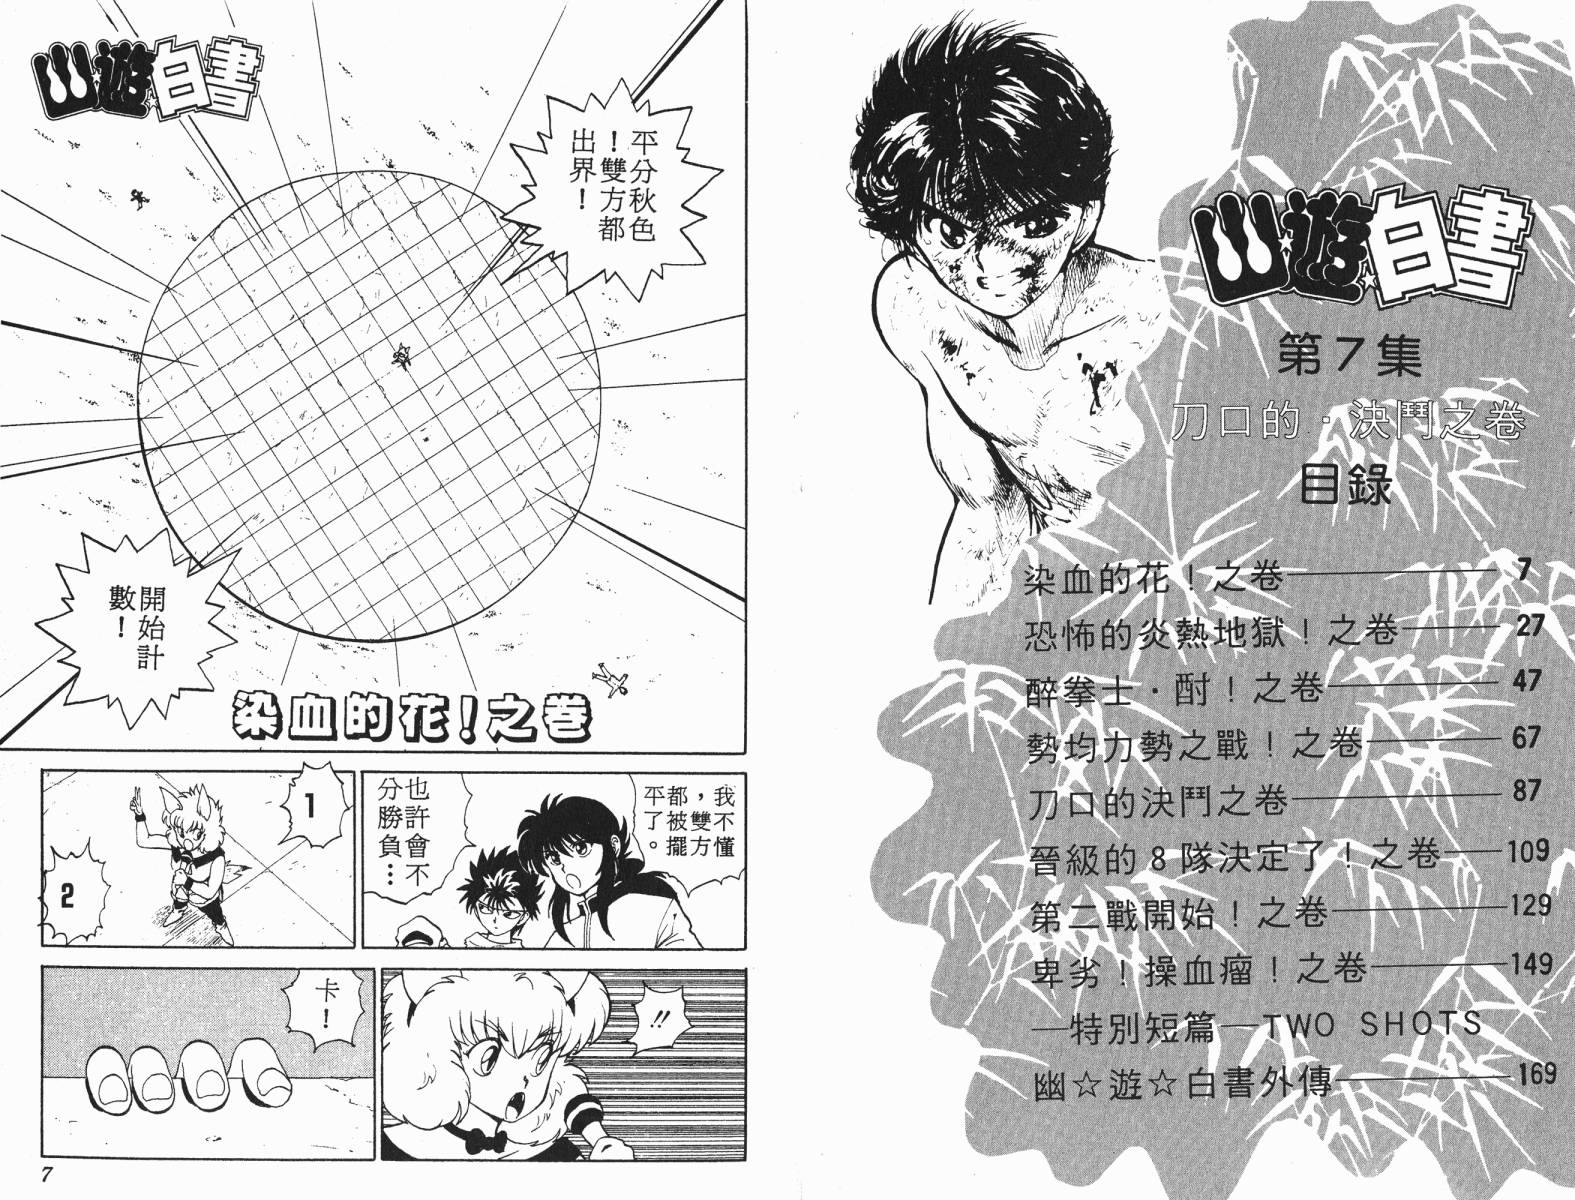 幽☆遊☆白書
第7集
刀口的・決鬥之卷
目錄
染血的花！之卷 7
恐怖的炎熱地獄！之卷 27
醉拳士・酎！之卷 47
勢均力勢之戰！之卷 67
刀口的決鬥之卷 87
晉級的8隊決定了！之卷 109
第二戰開始！之卷 129
卑劣！操血瘤！之卷 149
—特別短篇—TWO SHOTS
幽☆遊☆白書外傳 169
幽☆遊☆白書
平分秋色
！雙方都
出界！
開始計
數！
染血的花！之卷
我不懂
，雙方
都被擺
平了。
也許會不
分勝負…
1
2
!!
卡！
7